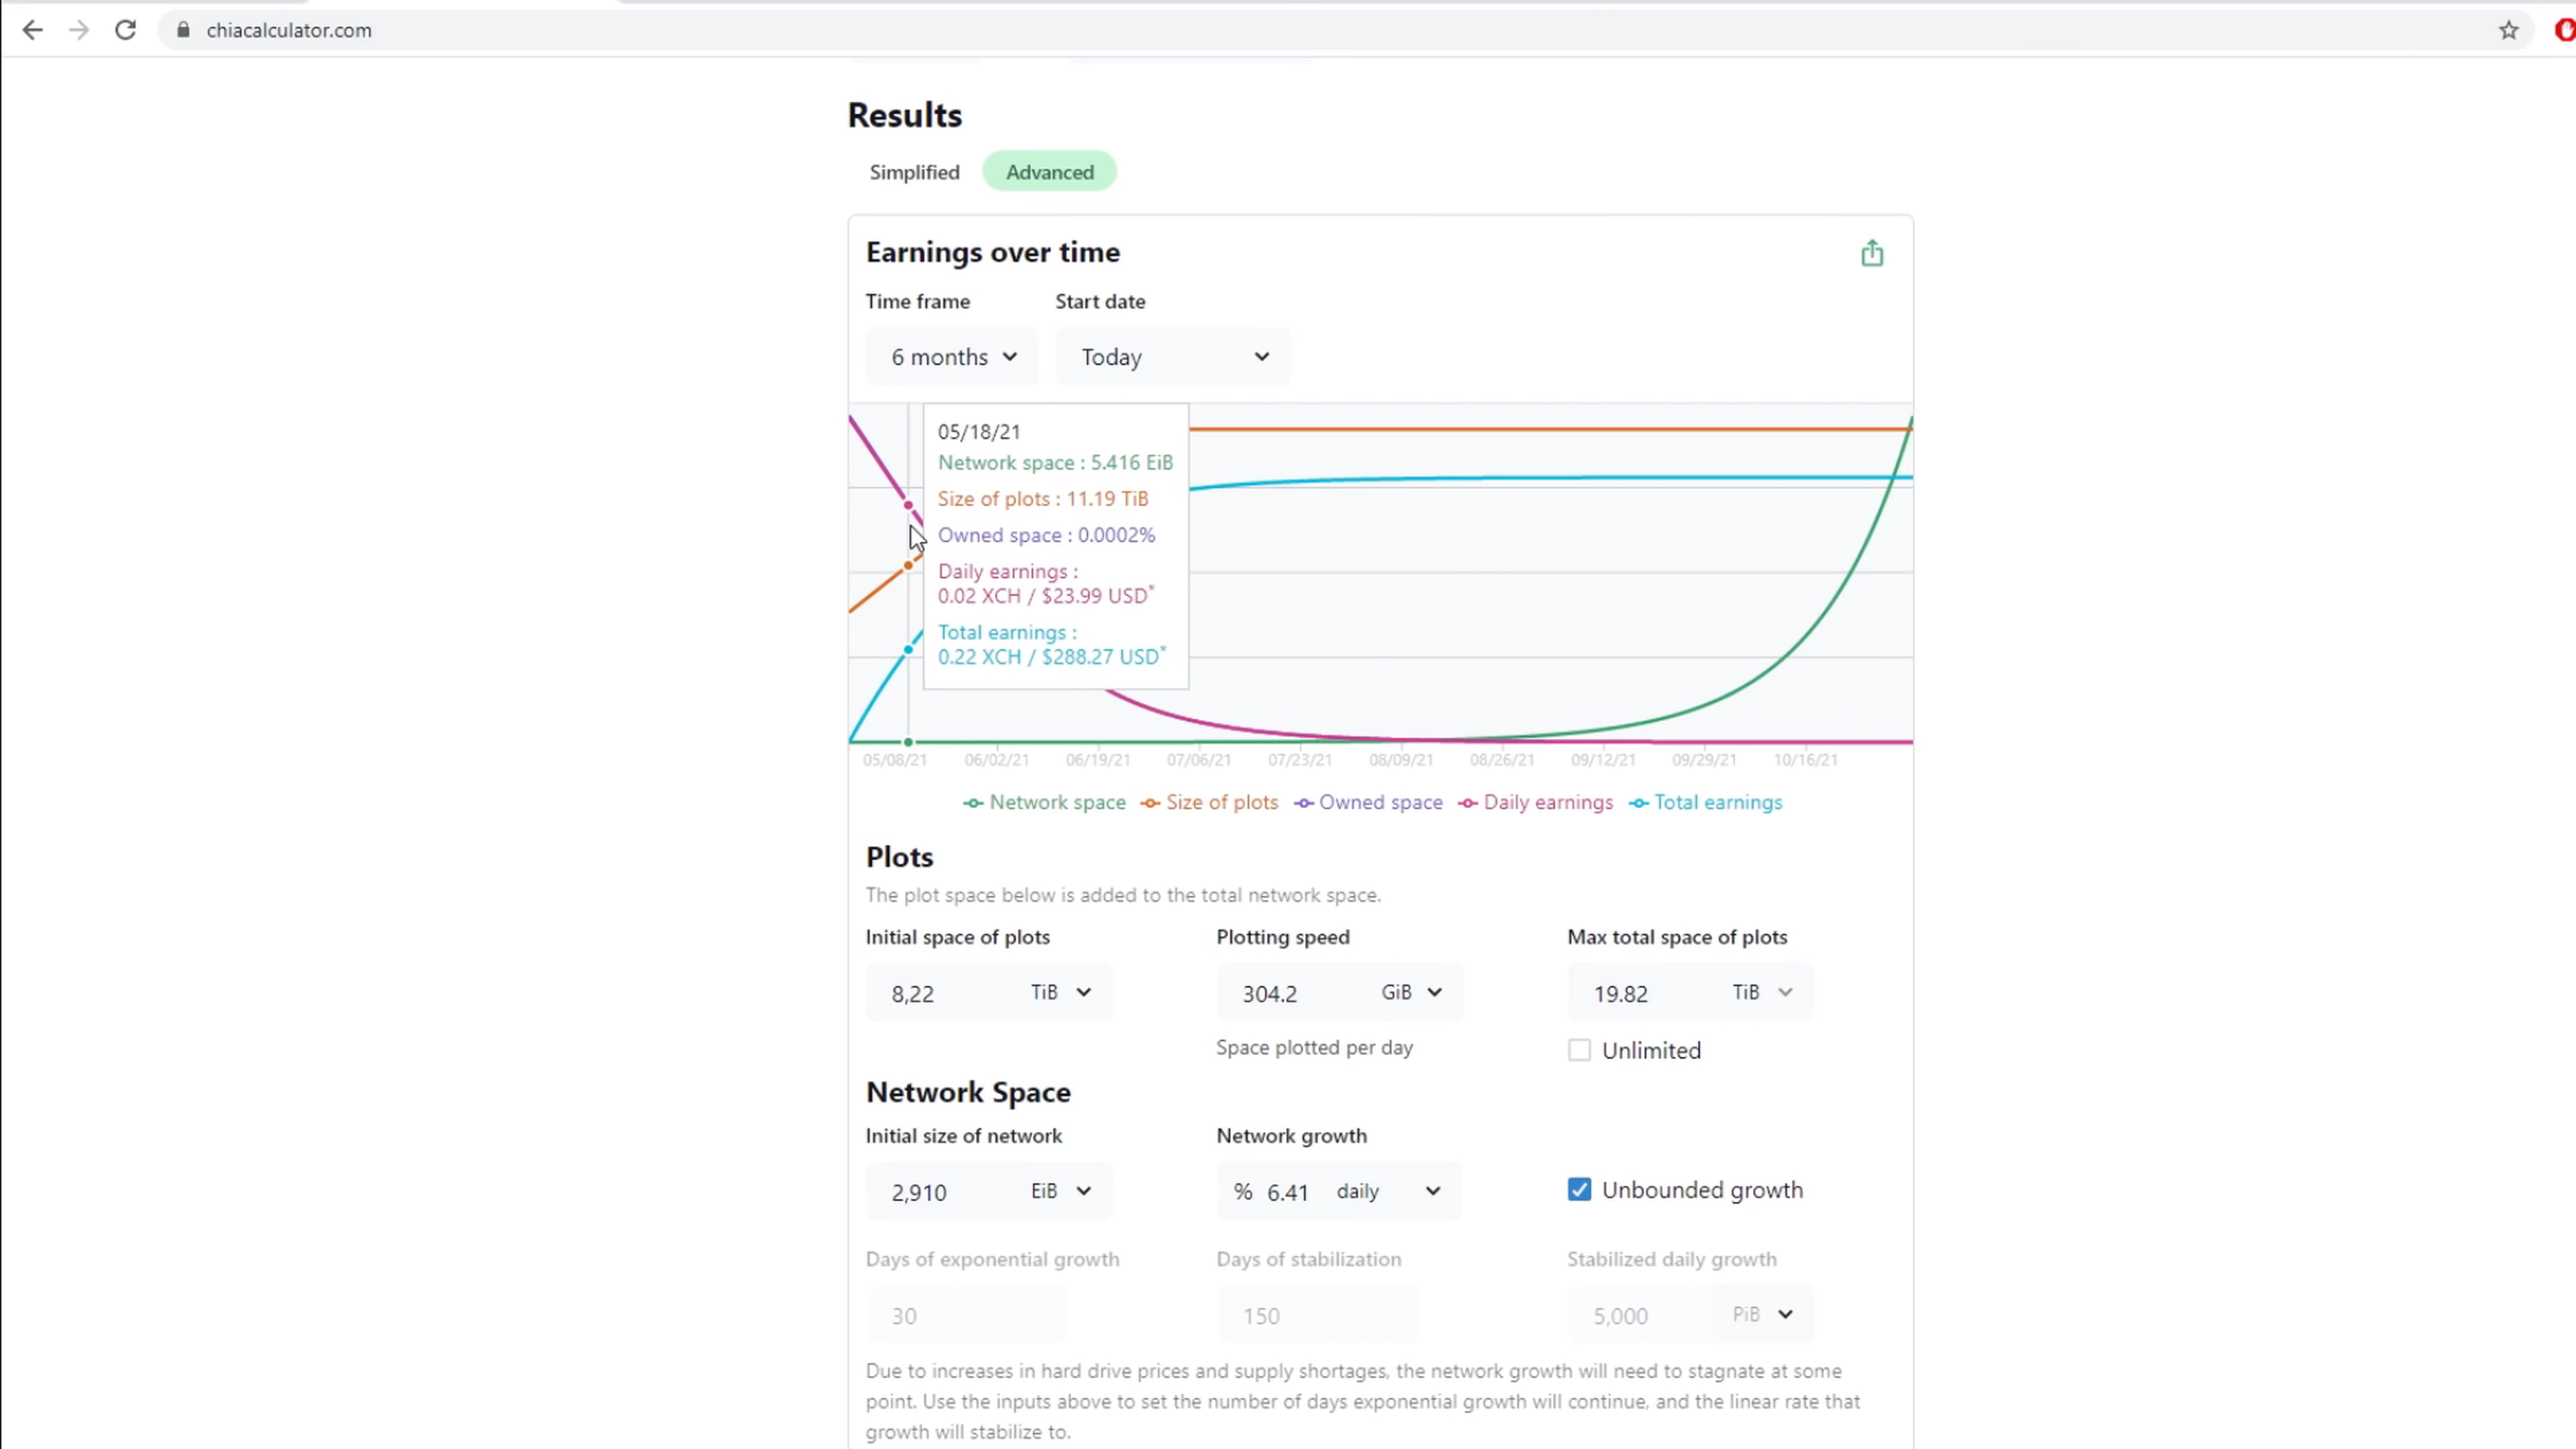 chiacalculator.com
Results
Simplified Advanced
Earnings over time
Time frame Start date
6 months Today
05/18/21
Network space : 5.416 EiB
Size of plots : 11.19 TiB
Owned space : 0.0002%
Daily earnings :
0.02 XCH / $23.99 USD*
Total earnings :
0.22 XCH / $288.27 USD*
05/08/21 06/02/21 06/19/21 07/06/21 07/23/21 08/09/21 08/26/21 09/12/21 09/29/21 10/16/21
Network space Size of plots Owned space Daily earnings Total earnings
Plots
The plot space below is added to the total network space.
Initial space of plots Plotting speed Max total space of plots
8,22 TiB 304.2 GiB 19.82 TiB
Space plotted per day Unlimited
Network Space
Initial size of network Network growth
2,910 EiB % 6.41 daily Unbounded growth
Days of exponential growth Days of stabilization Stabilized daily growth
30 150 5,000 PiB
Due to increases in hard drive prices and supply shortages, the network growth will need to stagnate at some
point. Use the inputs above to set the number of days exponential growth will continue, and the linear rate that
growth will stabilize to.